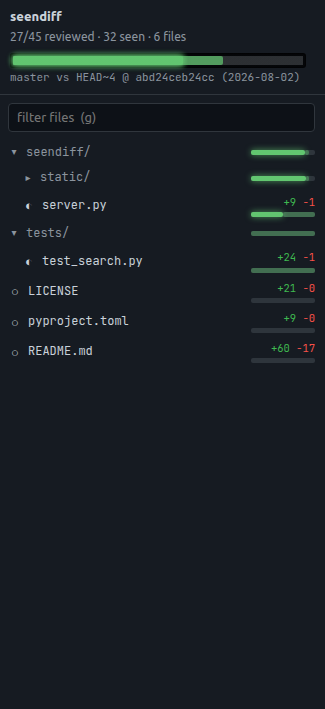 seendiff
27/45 reviewed · 32 seen · 6 files
master vs HEAD~4 @ abd24ceb24cc (2026-08-02)
filter files (g)
▾ seendiff/
▸ static/
◐ server.py +9 -1
▾ tests/
◐ test_search.py +24 -1
○ LICENSE +21 -0
○ pyproject.toml +9 -0
○ README.md +60 -17